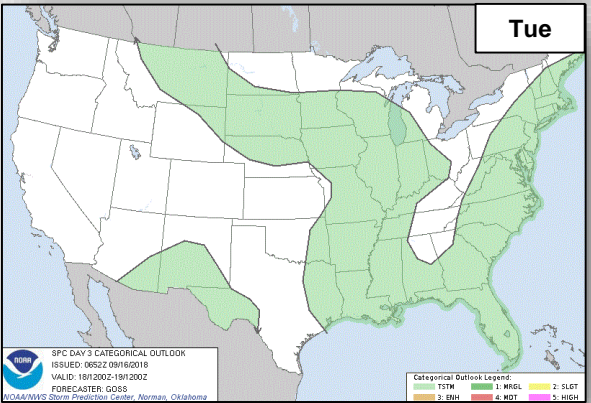 Tue
SPC DAY 3 CATEGORICAL OUTLOOK
ISSUED: 0652Z 09/16/2018
VALID: 18/1200Z-19/1200Z
FORECASTER: GOSS
NOAA/NWS Storm Prediction Center, Norman, Oklahoma
NOAA
Categorical Outlook Legend:
TSTM 1: MRGL 2: SLGT
3: ENH 4: MDT 5: HIGH